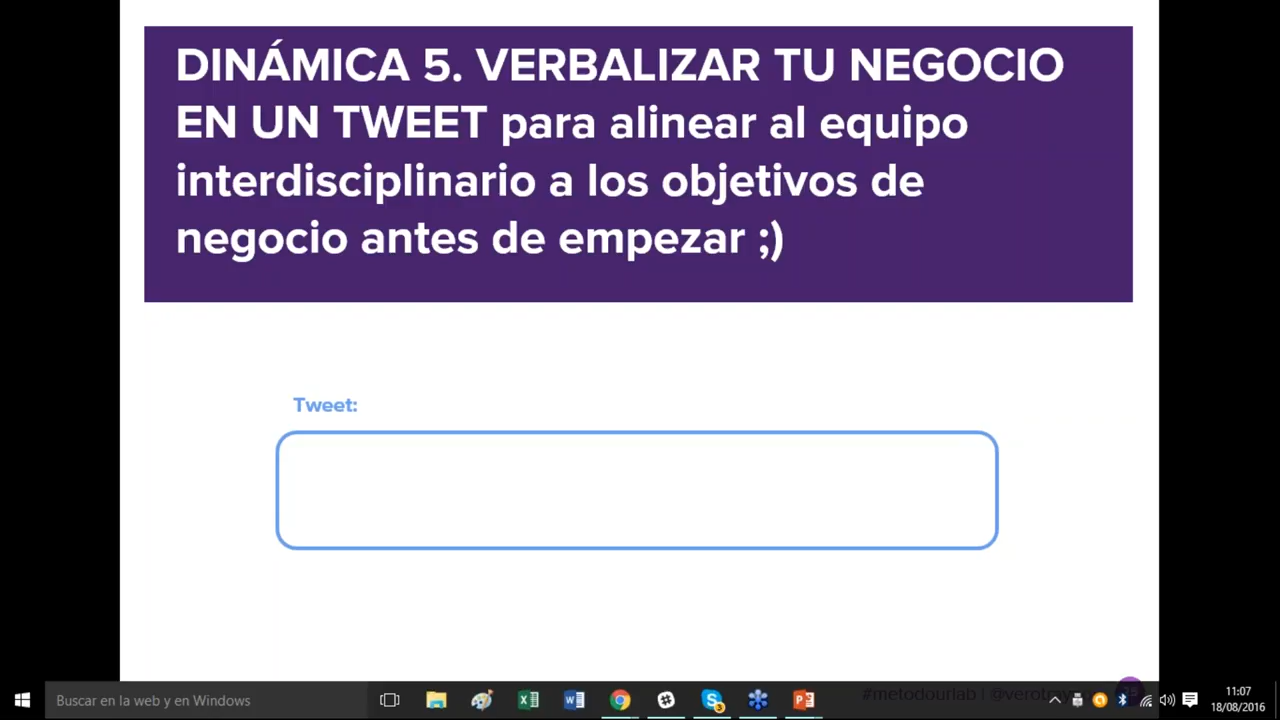 DINÁMICA 5. VERBALIZAR TU NEGOCIO
EN UN TWEET para alinear al equipo
interdisciplinario a los objetivos de
negocio antes de empezar ;)
Tweet:
#metodourlab |
Buscar en la web y en Windows
3
11:07
18/08/2016